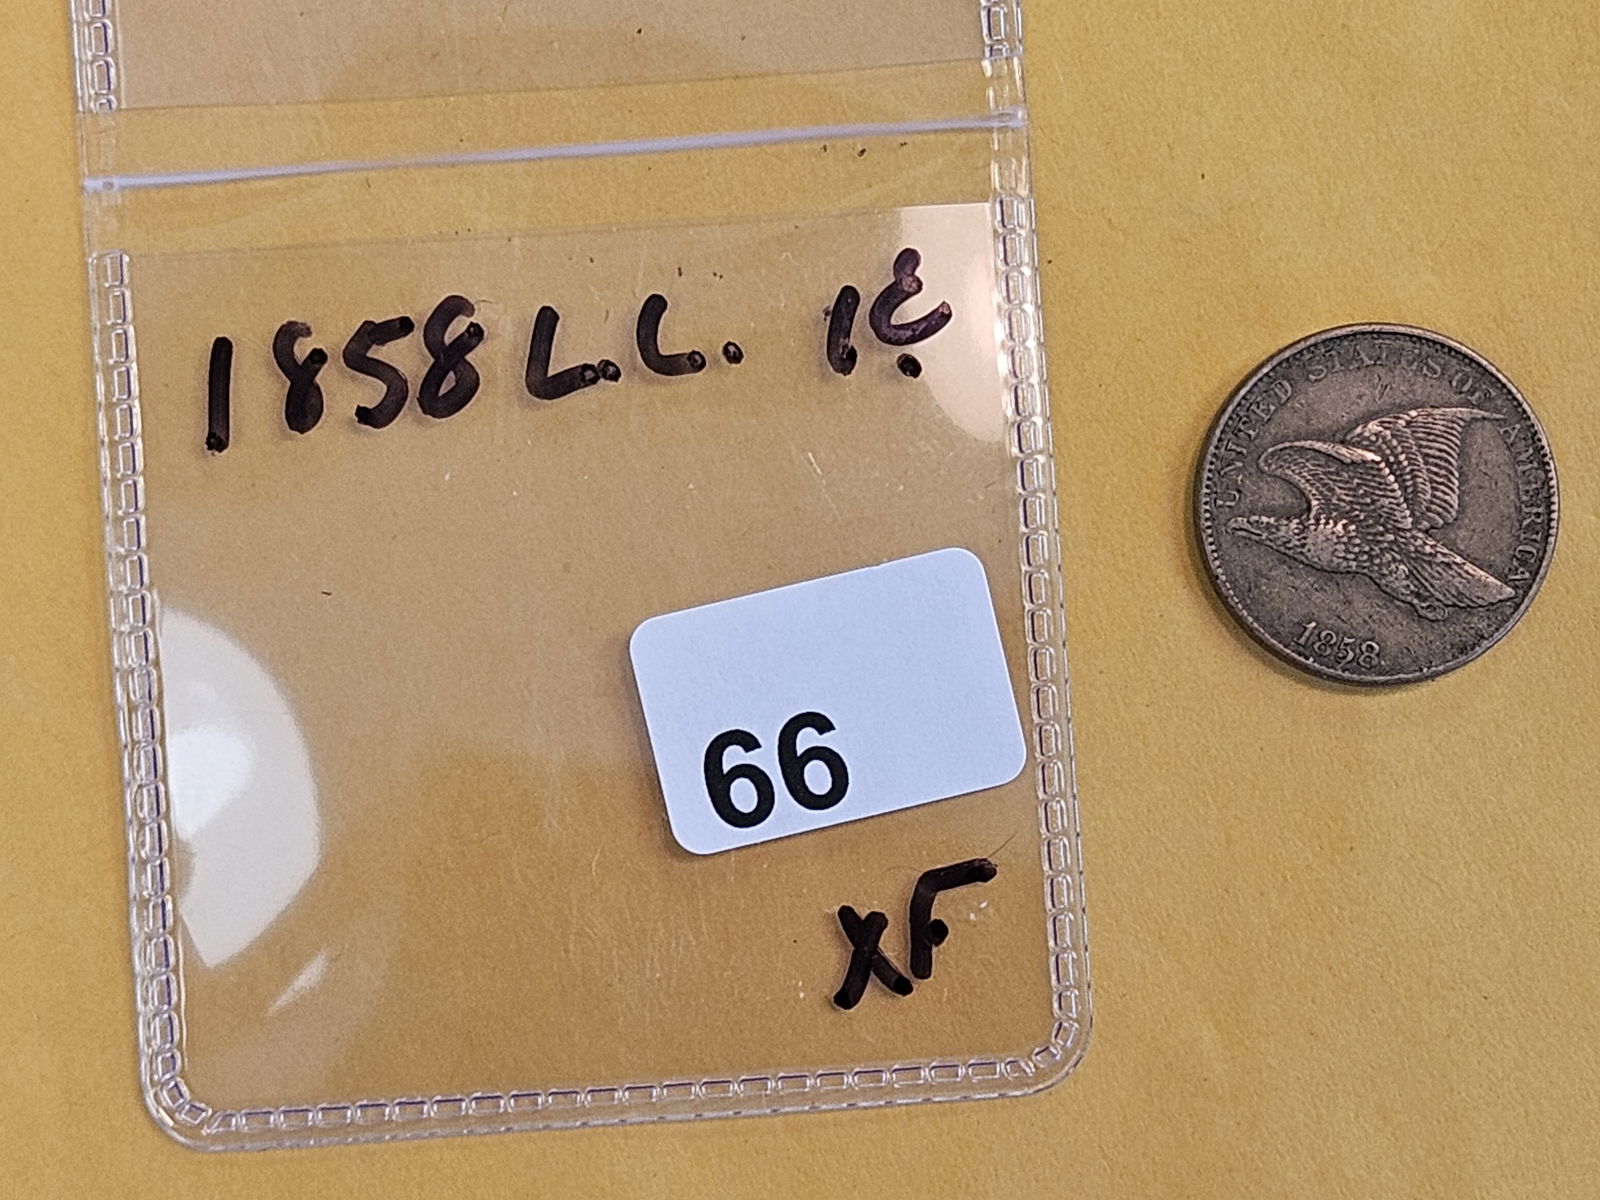 1858 L.L. 1¢
66
XF
UNITED STATES OF AMERICA
1858